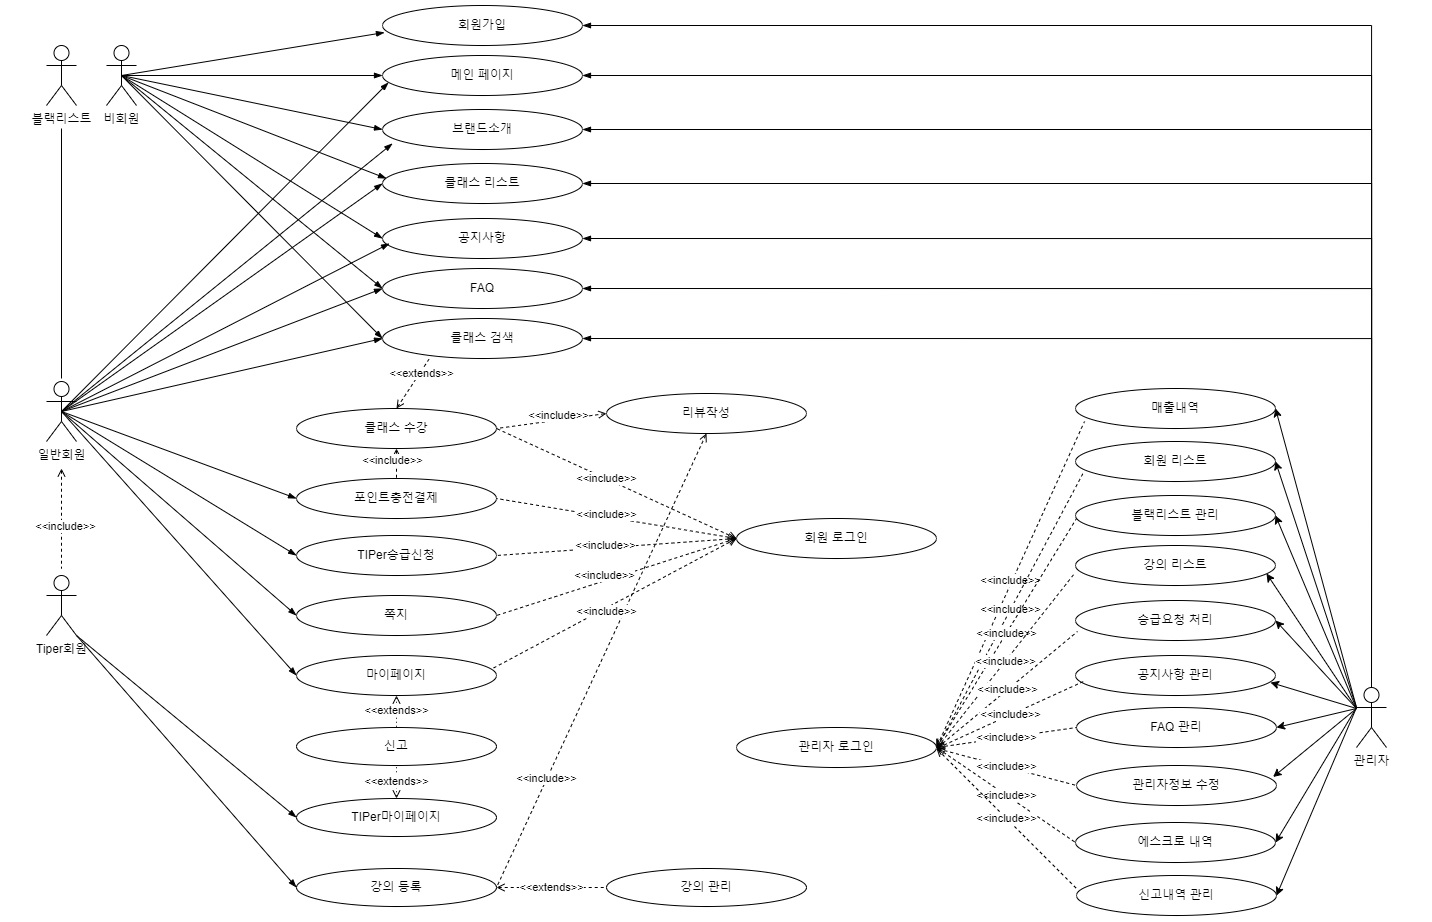 회원가입
메인 페이지
블랙리스트
비회원
브랜드소개
클래스 리스트
공지사항
FAQ
클래스 검색
<<extends>>
클래스 수강
<<include>>
리뷰작성
매출내역
일반회원
<<include>>
회원 리스트
<<include>>
포인트충전결제
<<include>>
블랙리스트 관리
<<include>>
회원 로그인
<<include>>
TIPer승급신청
강의 리스트
<<include>>
<<include>>
<<include>>
쪽지
<<include>>
<<include>>
승급요청 처리
<<include>>
Tiper회원
<<include>>
마이페이지
공지사항 관리
<<include>>
<<extends>>
<<include>>
FAQ 관리
<<include>>
신고
관리자 로그인
관리자
<<include>>
<<extends>>
<<include>>
관리자정보 수정
<<include>>
TIPer마이페이지
<<include>>
에스크로 내역
강의 등록
<<extends>>
강의 관리
신고내역 관리